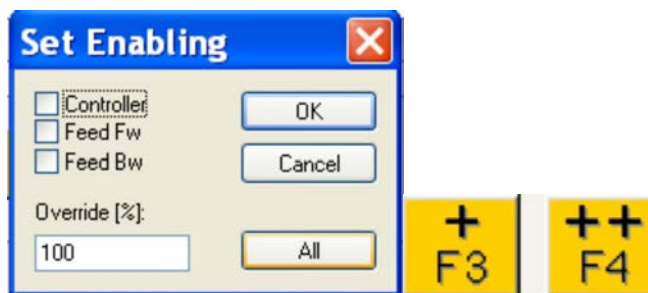 Set Enabling
Controller
Feed Fw
Feed Bw
OK
Cancel
Override [%]:
100
All
+
F3
++
F4